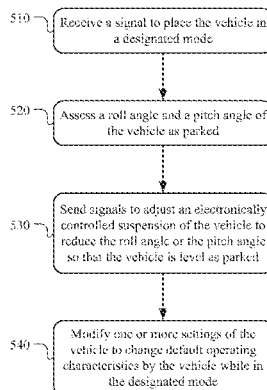 510
Receive a signal to place the vehicle in
a designated mode
520
Assess a roll angle and a pitch angle of
the vehicle as parked
530
Send signals to adjust an electronically
controlled suspension of the vehicle to
reduce the roll angle or the pitch angle
so that the vehicle is level as parked
540
Modify one or more settings of the
vehicle to change default operating
characteristics by the vehicle while in
the designated mode